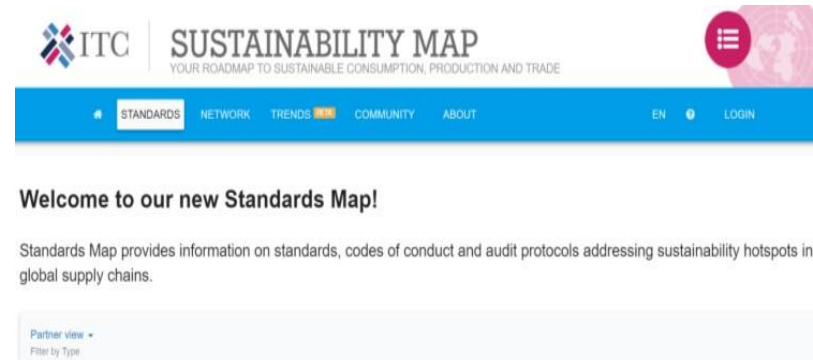 ITC
SUSTAINABILITY MAP
YOUR ROADMAP TO SUSTAINABLE CONSUMPTION, PRODUCTION AND TRADE
STANDARDS NETWORK TRENDS BETA COMMUNITY ABOUT EN ? LOGIN
Welcome to our new Standards Map!
Standards Map provides information on standards, codes of conduct and audit protocols addressing sustainability hotspots in
global supply chains.
Partner view
Filter by Type